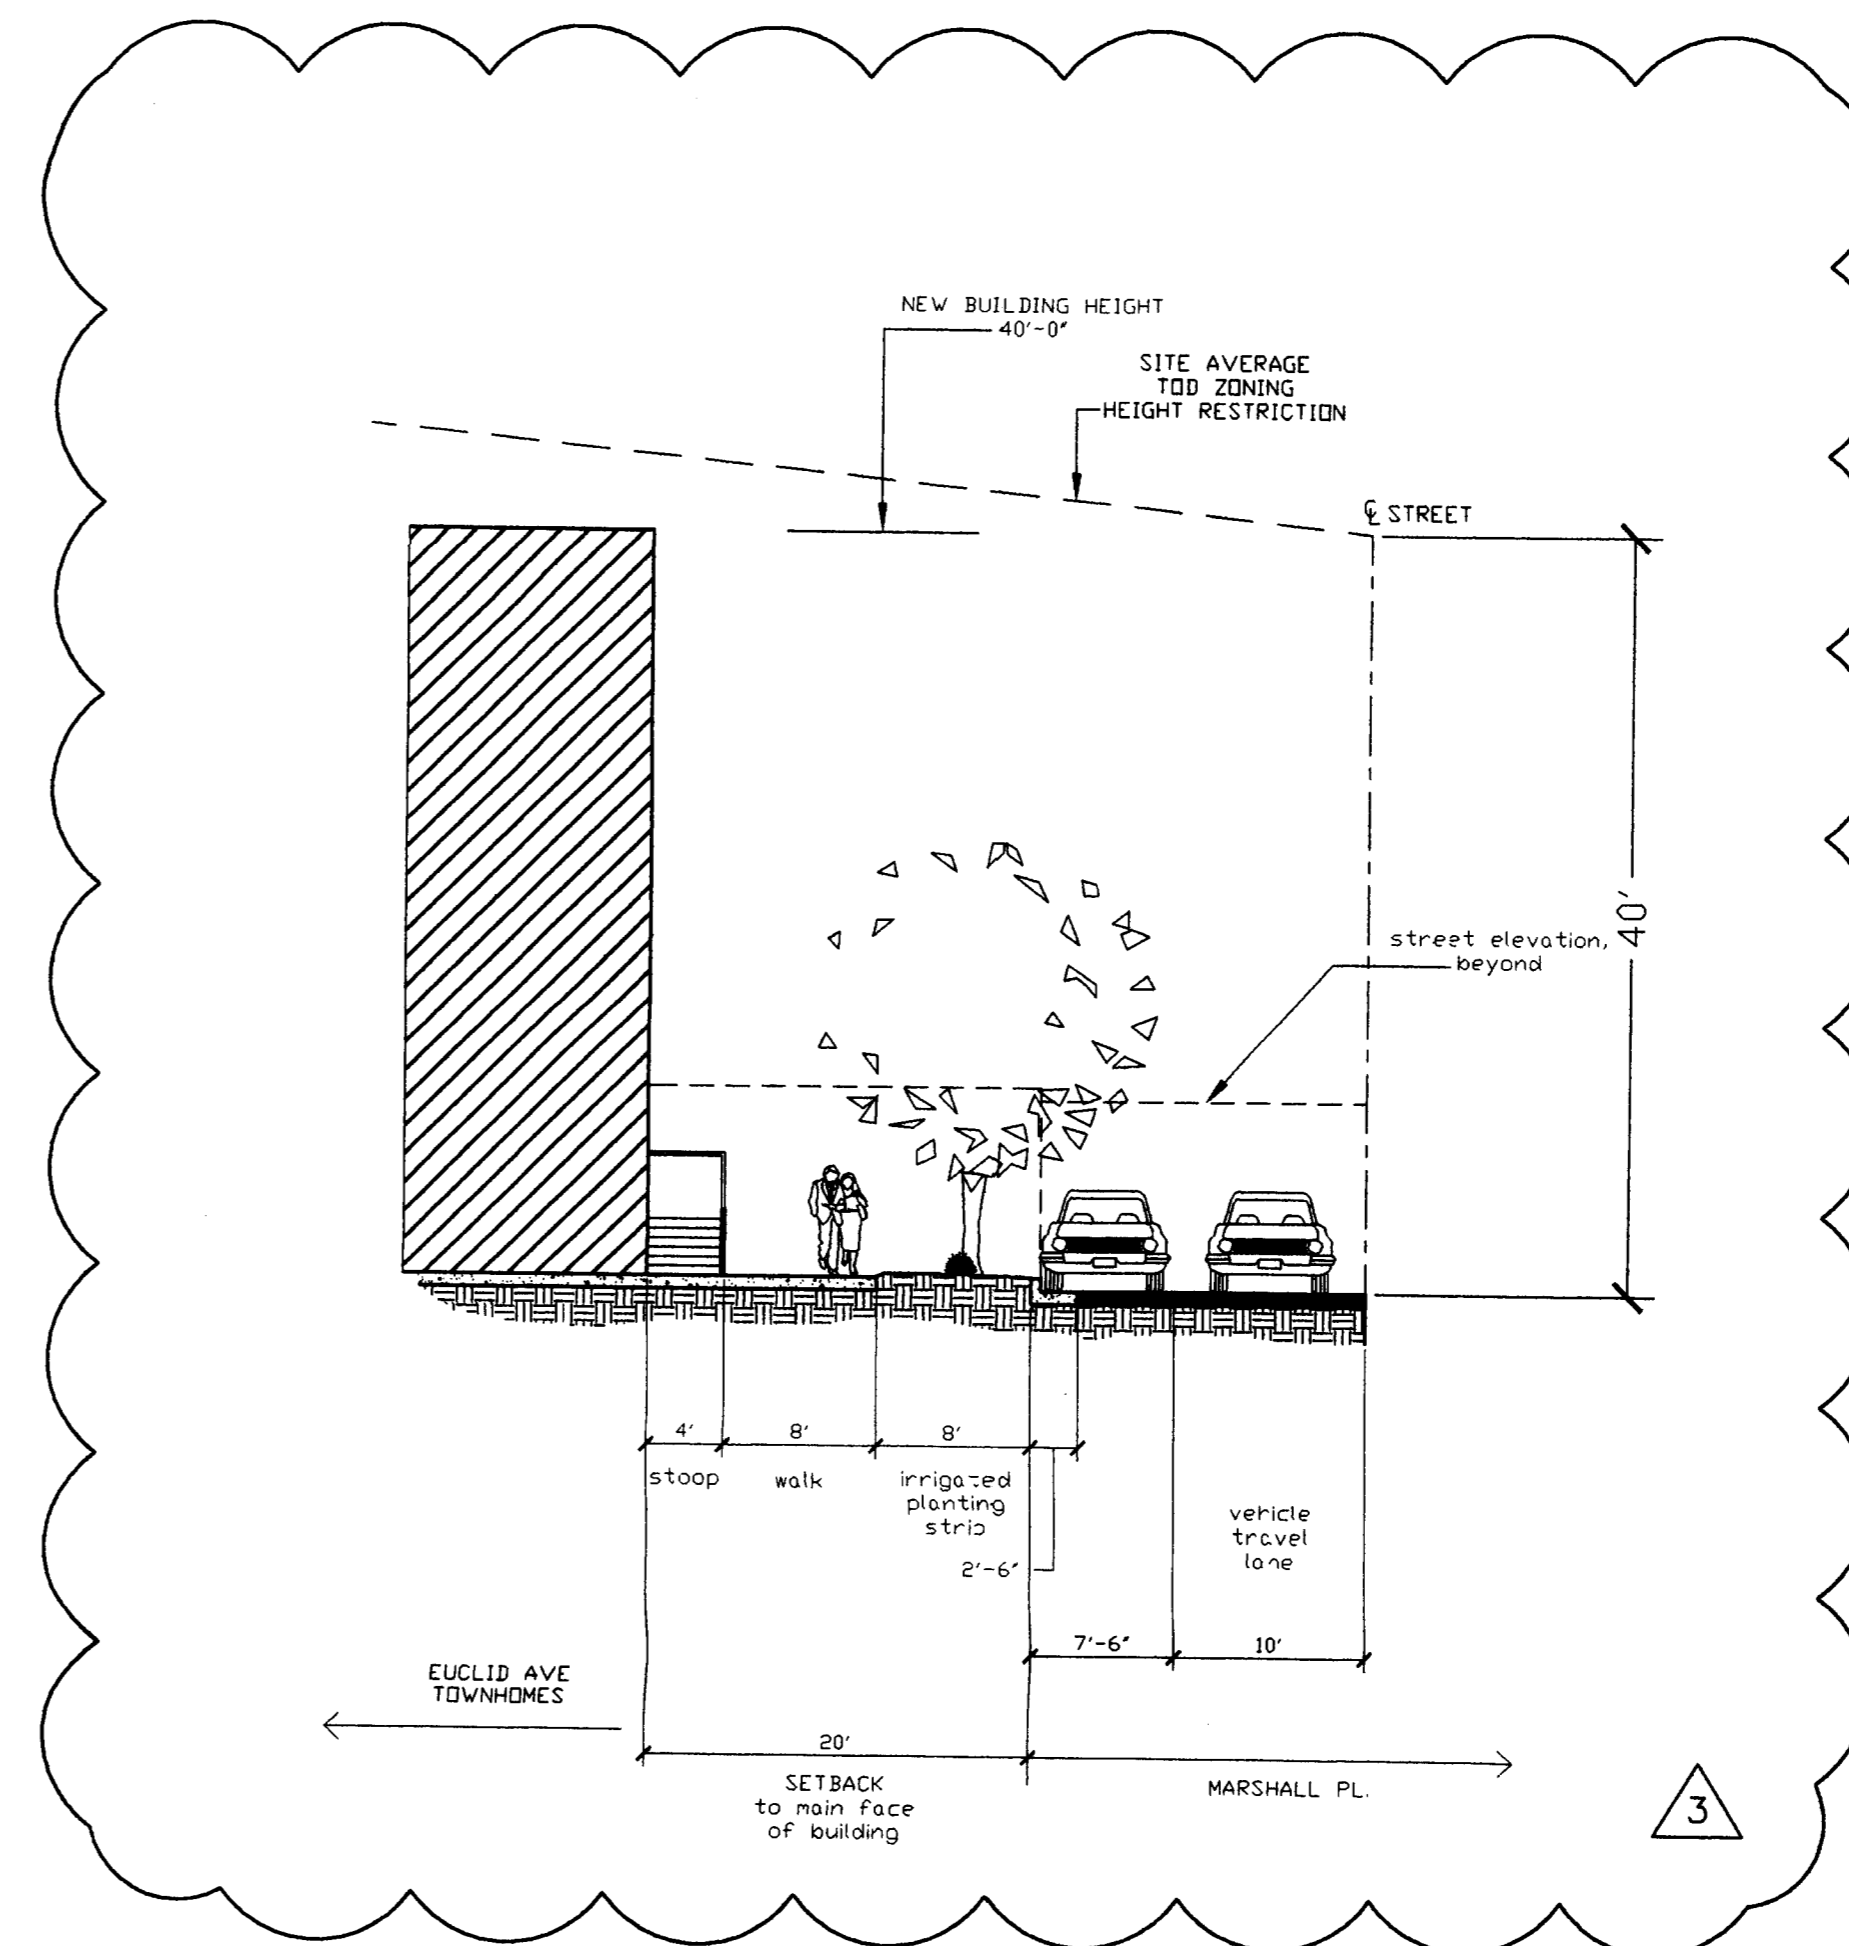 NEW BUILDING HEIGHT
40'-0"
SITE AVERAGE
TOD ZONING
HEIGHT RESTRICTION
℄ STREET
40'
street elevation,
beyond
4'
8'
8'
stoop
walk
irrigated
planting
strip
2'-6"
vehicle
travel
lane
7'-6"
10'
EUCLID AVE
TOWNHOMES
20'
SETBACK
to main face
of building
MARSHALL PL.
3